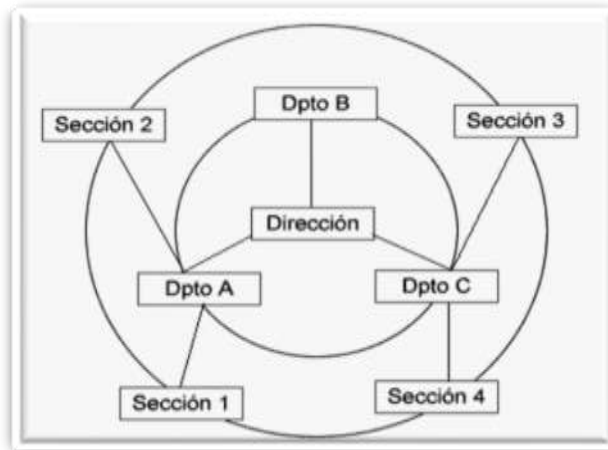 Dpto B
Sección 2
Sección 3
Dirección
Dpto A
Dpto C
Sección 1
Sección 4